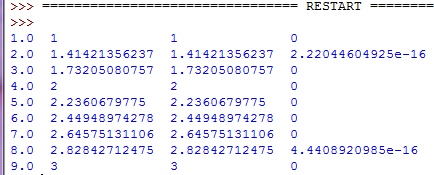 >>> ================================ RESTART ========
>>>
1.0 1 1 0
2.0 1.41421356237 1.41421356237 2.22044604925e-16
3.0 1.73205080757 1.73205080757 0
4.0 2 2 0
5.0 2.2360679775 2.2360679775 0
6.0 2.44948974278 2.44948974278 0
7.0 2.64575131106 2.64575131106 0
8.0 2.82842712475 2.82842712475 4.4408920985e-16
9.0 3 3 0